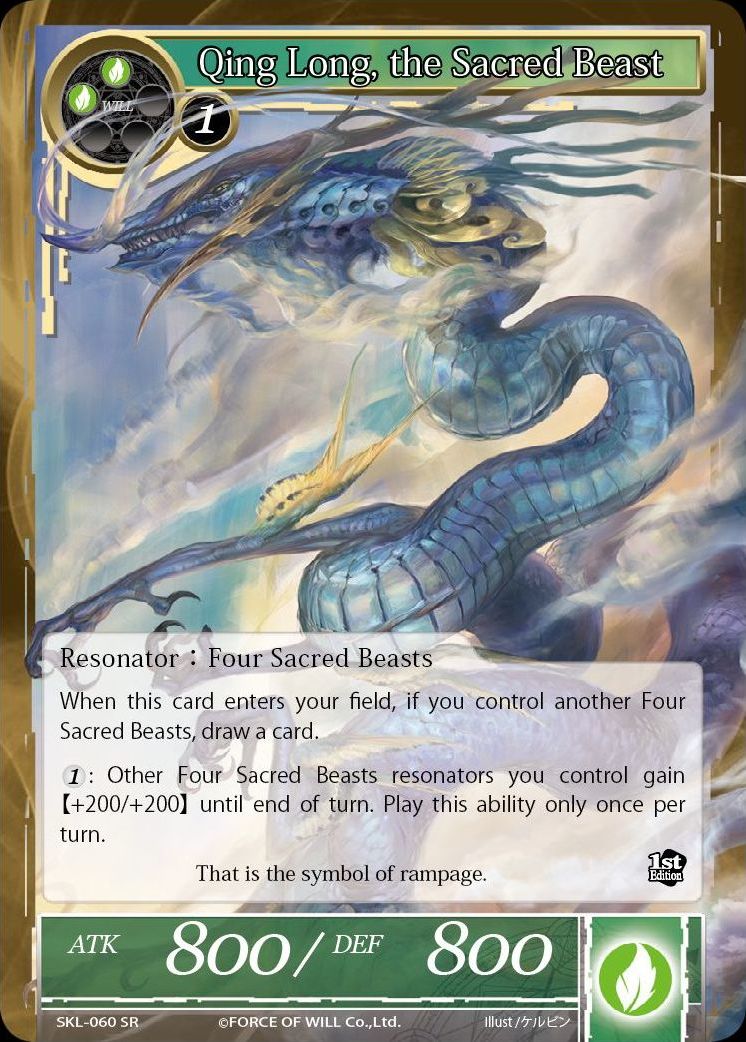 Qing Long, the Sacred Beast
WILL
1
Resonator : Four Sacred Beasts
When this card enters your field, if you control another Four
Sacred Beasts, draw a card.
1: Other Four Sacred Beasts resonators you control gain
【+200/+200】 until end of turn. Play this ability only once per
turn.
That is the symbol of rampage.
1st
Edition
ATK 800/ DEF 800
SKL-060 SR ©FORCE OF WILL Co.,Ltd. Illust/ケルビン